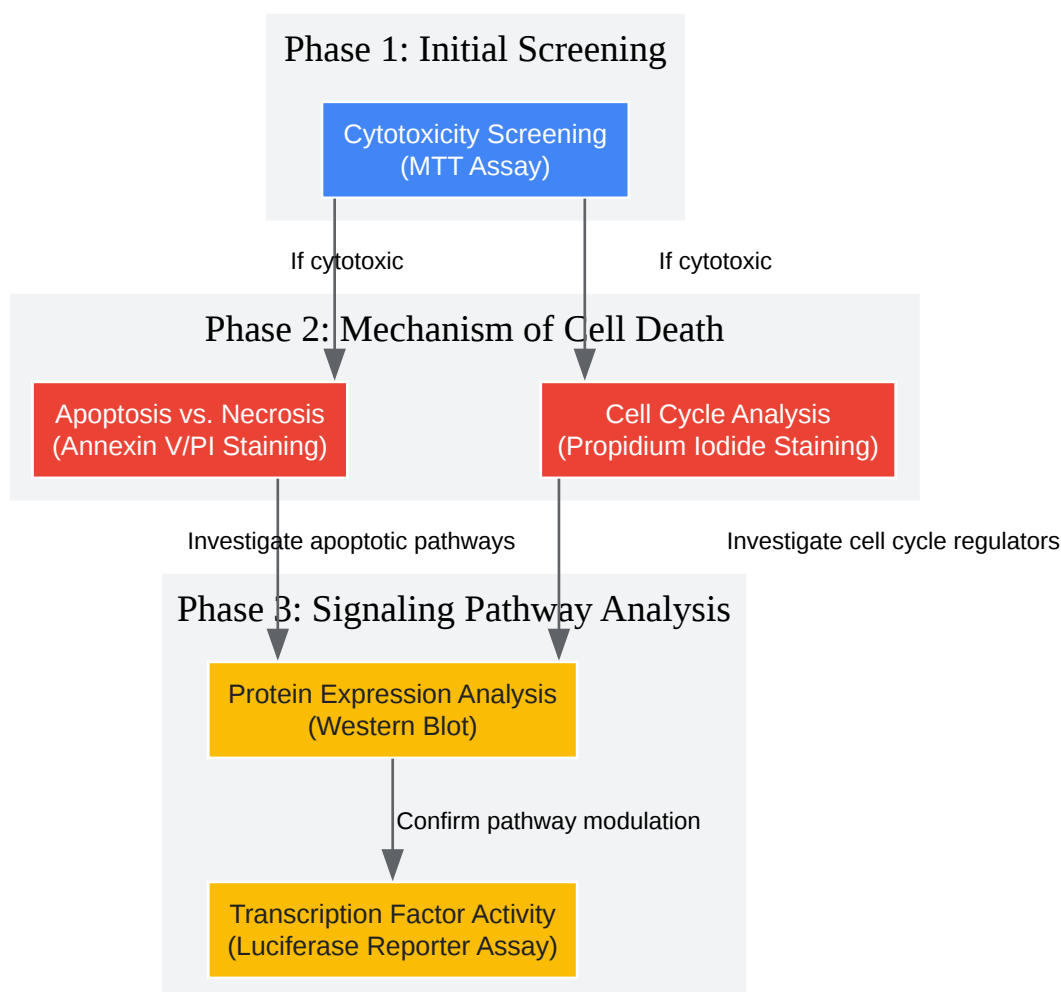 Phase 1: Initial Screening
Cytotoxicity Screening
(MTT Assay)
If cytotoxic
If cytotoxic
Phase 2: Mechanism of Cell Death
Apoptosis vs. Necrosis
(Annexin V/PI Staining)
Cell Cycle Analysis
(Propidium Iodide Staining)
Investigate apoptotic pathways
Investigate cell cycle regulators
Phase 3: Signaling Pathway Analysis
Protein Expression Analysis
(Western Blot)
Confirm pathway modulation
Transcription Factor Activity
(Luciferase Reporter Assay)